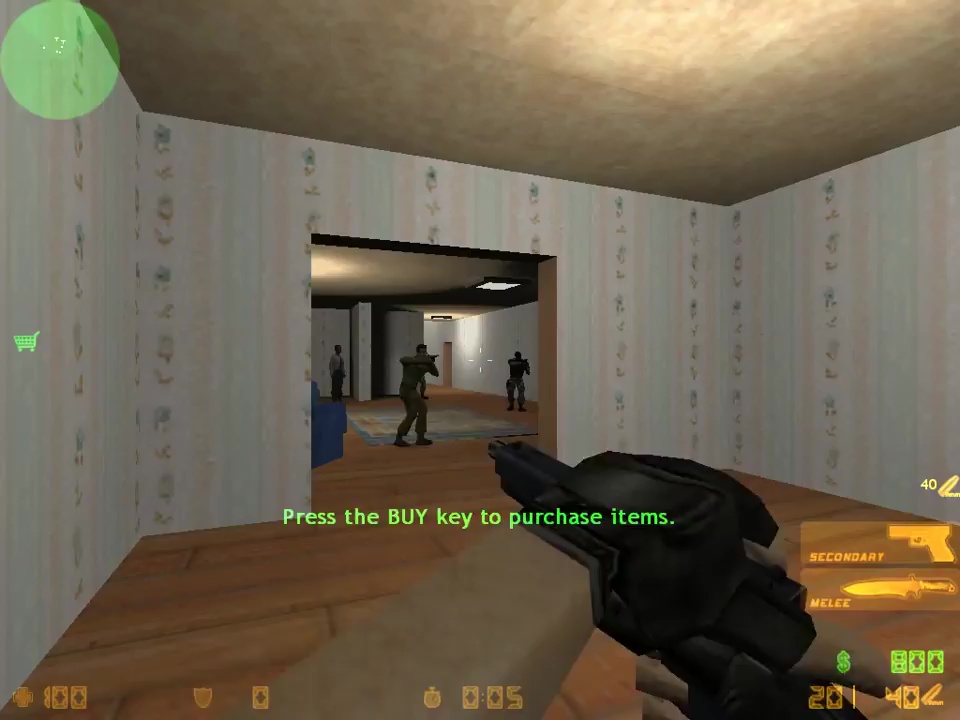 40
Press the BUY key to purchase items.
SECONDARY
MELEE
$ 800
100 0 0:05 20 | 40